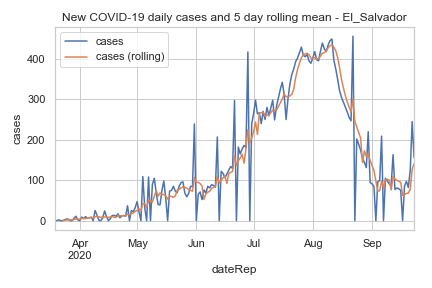 New COVID-19 daily cases and 5 day rolling mean - El_Salvador
cases
cases (rolling)
400
300
200
100
0
cases
Apr May Jun Jul Aug Sep
2020
dateRep